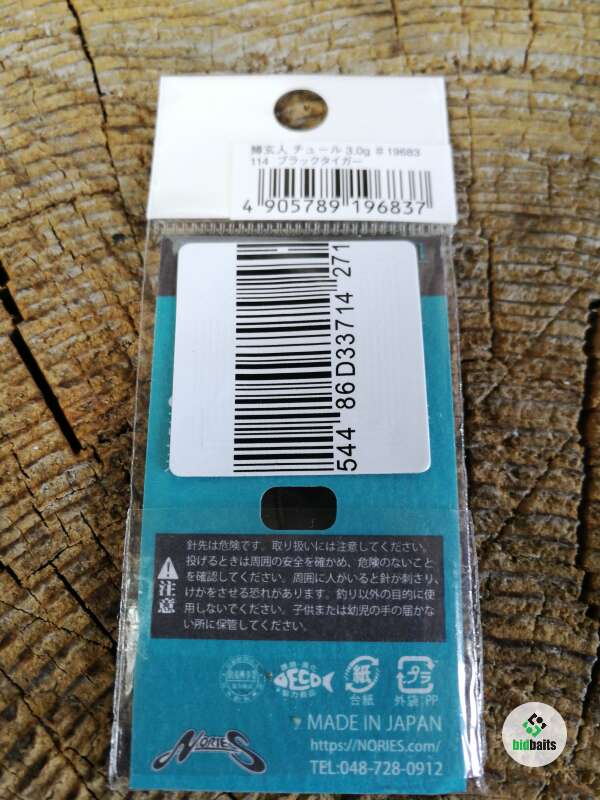 鱒玄人 チュール 3.0g #19683
114 ブラックタイガー
4 905789 196837
544 86D33714 271
注意
針先は危険です。取り扱いには注意してください。
投げるときは周囲の安全を確かめ、危険のないこと
を確認してください。周囲に人がいると針が刺さり、
けがをさせる恐れがあります。釣り以外の目的に使
用しないでください。子供または幼児の手の届かな
い所に保管してください。
ECO
紙
台紙
プラ
外袋:PP
MADE IN JAPAN
NORIES
https://NORIES.com/
TEL:048-728-0912
bidbaits